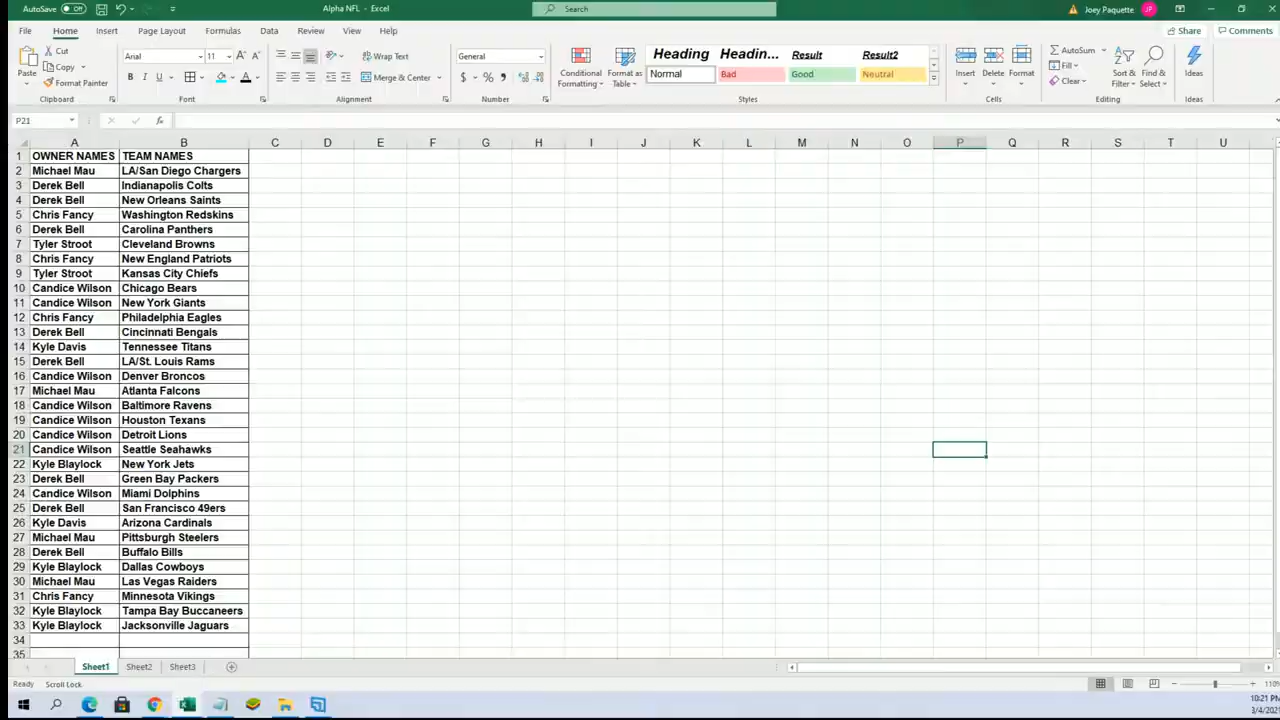 AutoSave Off Alpha NFL - Excel Search Joey Paquette JP
File Home Insert Page Layout Formulas Data Review View Help Share Comments
Cut Arial 11 Wrap Text General Heading Headin... Result Result2 AutoSum
Copy Fill
Paste Format Painter B I U Merge & Center $ % Conditional Formatting Format as Table Normal Bad Good Neutral Insert Delete Format Clear Sort & Filter Find & Select Ideas
Clipboard Font Alignment Number Styles Cells Editing Ideas
P21 fx
A B C D E F G H I J K L M N O P Q R S T U
1 OWNER NAMES TEAM NAMES
2 Michael Mau LA/San Diego Chargers
3 Derek Bell Indianapolis Colts
4 Derek Bell New Orleans Saints
5 Chris Fancy Washington Redskins
6 Derek Bell Carolina Panthers
7 Tyler Stroot Cleveland Browns
8 Chris Fancy New England Patriots
9 Tyler Stroot Kansas City Chiefs
10 Candice Wilson Chicago Bears
11 Candice Wilson New York Giants
12 Chris Fancy Philadelphia Eagles
13 Derek Bell Cincinnati Bengals
14 Kyle Davis Tennessee Titans
15 Derek Bell LA/St. Louis Rams
16 Candice Wilson Denver Broncos
17 Michael Mau Atlanta Falcons
18 Candice Wilson Baltimore Ravens
19 Candice Wilson Houston Texans
20 Candice Wilson Detroit Lions
21 Candice Wilson Seattle Seahawks
22 Kyle Blaylock New York Jets
23 Derek Bell Green Bay Packers
24 Candice Wilson Miami Dolphins
25 Derek Bell San Francisco 49ers
26 Kyle Davis Arizona Cardinals
27 Michael Mau Pittsburgh Steelers
28 Derek Bell Buffalo Bills
29 Kyle Blaylock Dallas Cowboys
30 Michael Mau Las Vegas Raiders
31 Chris Fancy Minnesota Vikings
32 Kyle Blaylock Tampa Bay Buccaneers
33 Kyle Blaylock Jacksonville Jaguars
34
35
Sheet1 Sheet2 Sheet3
Ready Scroll Lock
10:21 PM
3/4/2021